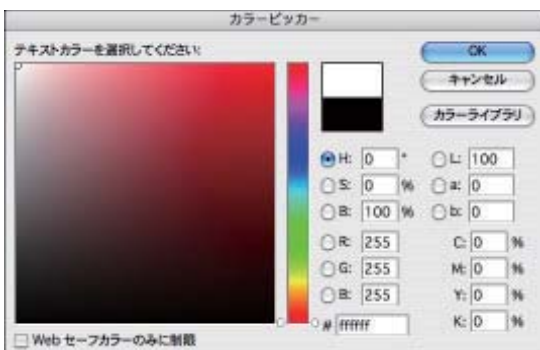 カラーピッカー
テキストカラーを選択してください:
OK
キャンセル
カラーライブラリ
H: 0 °
S: 0 %
B: 100 %
R: 255
G: 255
B: 255
# ffffff
L: 100
a: 0
b: 0
C: 0 %
M: 0 %
Y: 0 %
K: 0 %
Web セーフカラーのみに制限